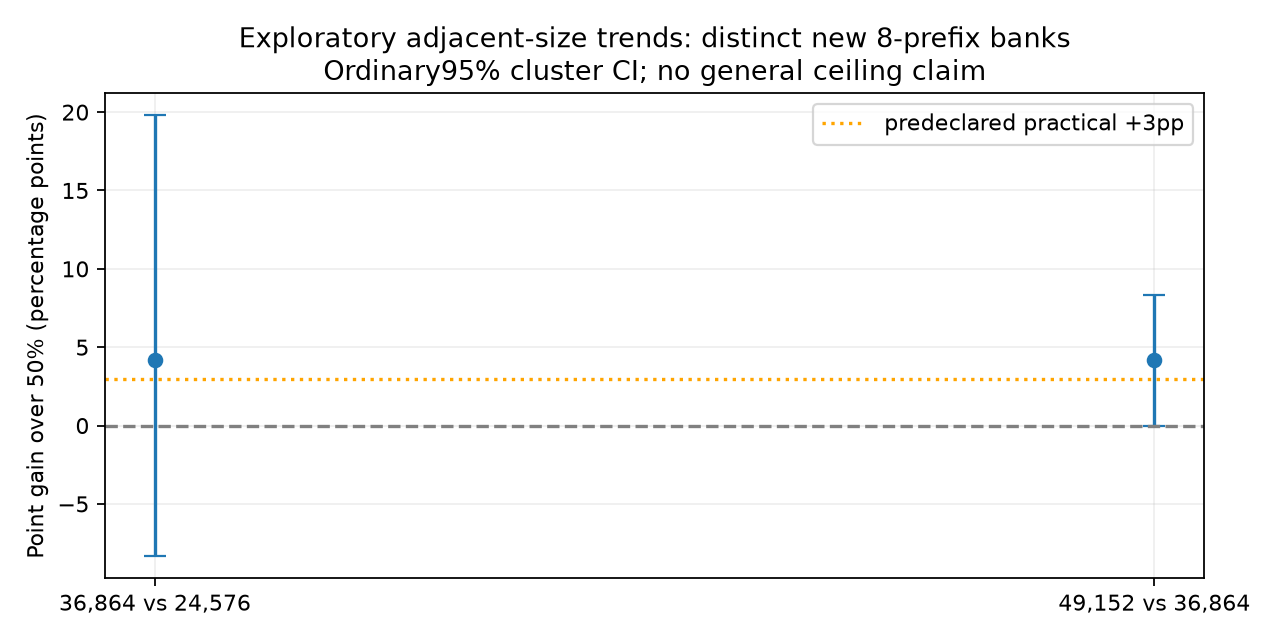 Exploratory adjacent-size trends: distinct new 8-prefix banks
Ordinary95% cluster CI; no general ceiling claim
predeclared practical +3pp
Point gain over 50% (percentage points)
20
15
10
5
0
−5
36,864 vs 24,576
49,152 vs 36,864